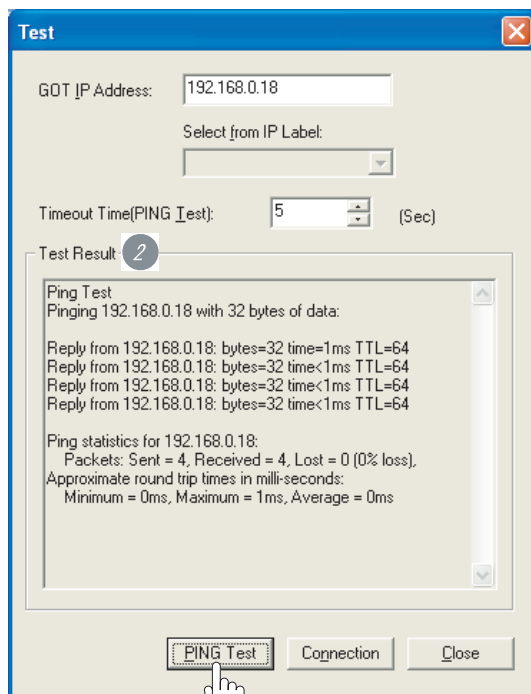 Test
GOT IP Address:
192.168.0.18
Select from IP Label:
Timeout Time(PING Test):
5
(Sec)
Test Result
2
Ping Test
Pinging 192.168.0.18 with 32 bytes of data:
Reply from 192.168.0.18: bytes=32 time=1ms TTL=64
Reply from 192.168.0.18: bytes=32 time<1ms TTL=64
Reply from 192.168.0.18: bytes=32 time<1ms TTL=64
Reply from 192.168.0.18: bytes=32 time<1ms TTL=64
Ping statistics for 192.168.0.18:
Packets: Sent = 4, Received = 4, Lost = 0 (0% loss),
Approximate round trip times in milli-seconds:
Minimum = 0ms, Maximum = 1ms, Average = 0ms
PING Test
Connection
Close